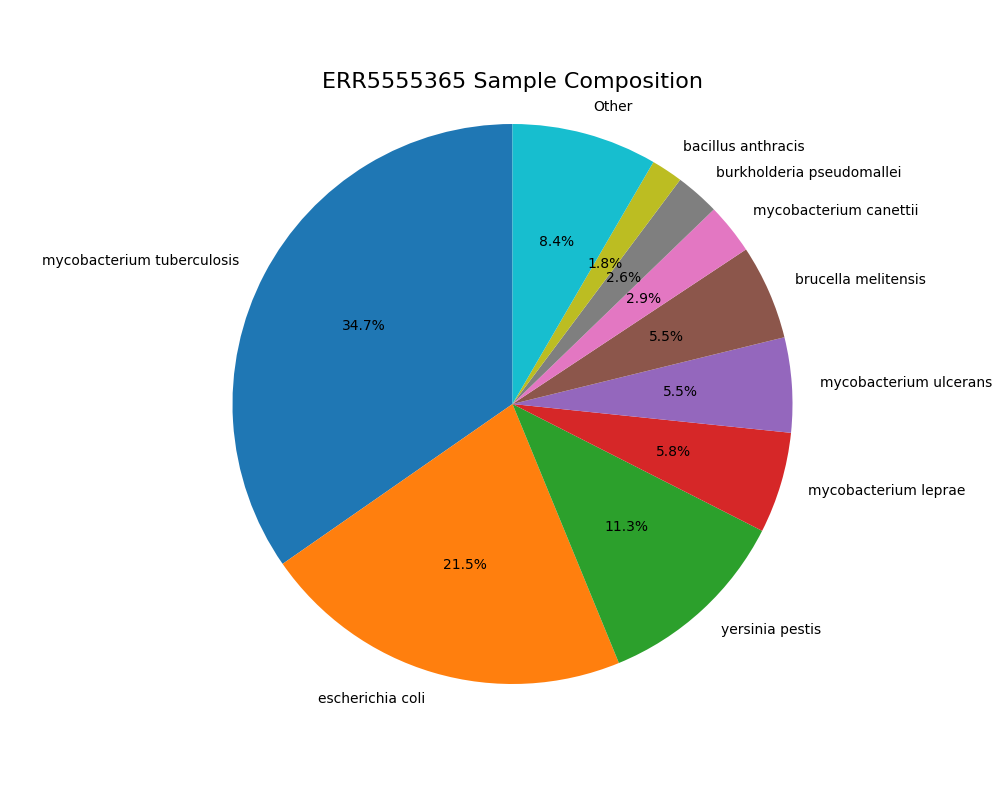 ERR5555365 Sample Composition
Other
bacillus anthracis
burkholderia pseudomallei
mycobacterium canettii
mycobacterium tuberculosis
brucella melitensis
mycobacterium ulcerans
mycobacterium leprae
yersinia pestis
escherichia coli
8.4%
1.8%
2.6%
2.9%
34.7%
5.5%
5.5%
5.8%
11.3%
21.5%